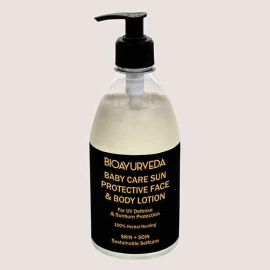 BIOAYURVEDA
BABY CARE SUN
PROTECTIVE FACE
& BODY LOTION
For UV Defense
& Sunburn Protection
100% Herbal Healing
SKIN + SOIN
Sustainable Selfcare